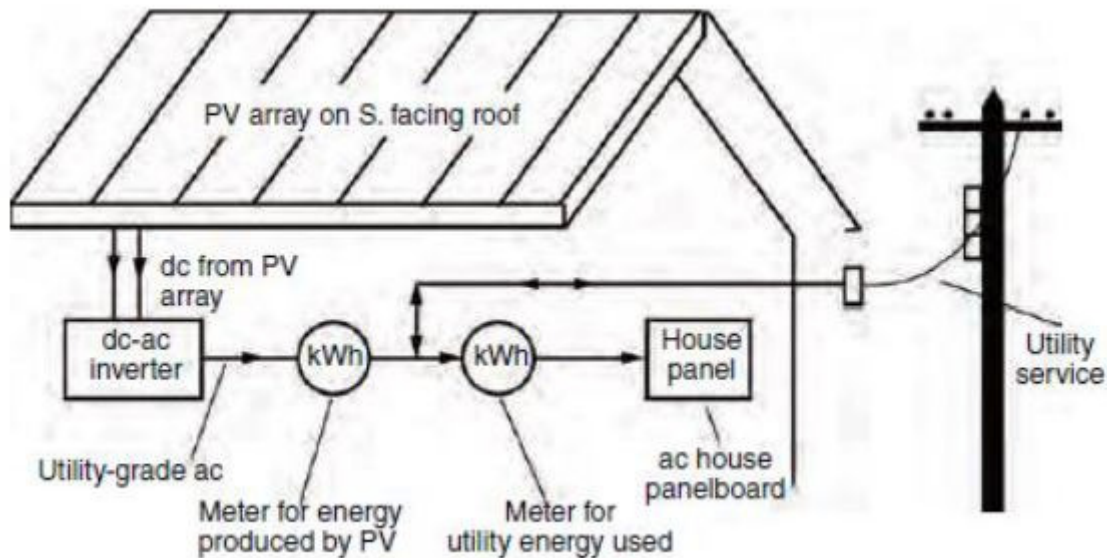 PV array on S. facing roof
dc from PV
array
dc-ac
inverter
kWh
kWh
House
panel
Utility
service
Utility-grade ac
ac house
panelboard
Meter for energy
produced by PV
Meter for
utility energy used